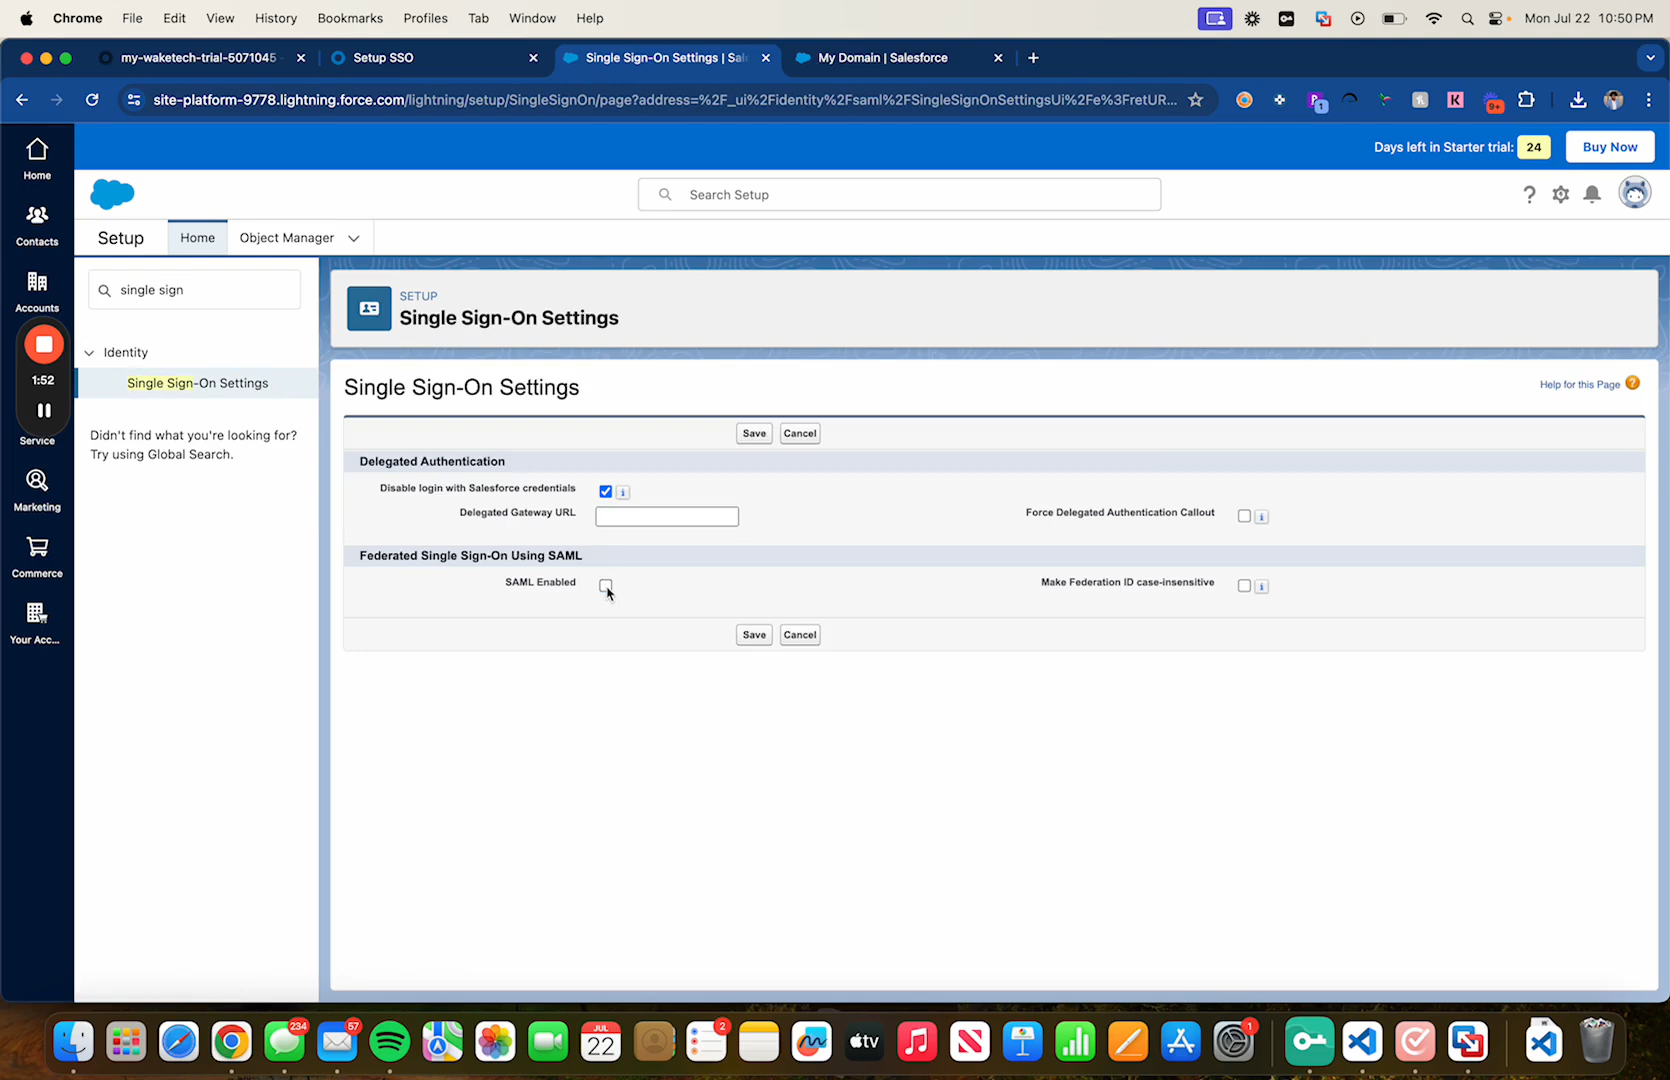 Chrome File Edit View History Bookmarks Profiles Tab Window Help Mon Jul 22 10:50 PM
my-waketech-trial-5071045 Setup SSO Single Sign-On Settings | Sal My Domain | Salesforce
site-platform-9778.lightning.force.com/lightning/setup/SingleSignOn/page?address=%2F_ui%2Fidentity%2Fsaml%2FSingleSignOnSettingsUi%2Fe%3FretUR...
1
9+
Days left in Starter trial: 24 Buy Now
Home
Contacts
Accounts
1:52
Service
Marketing
Commerce
Your Acc...
Search Setup
Setup Home Object Manager
single sign
Identity
Single Sign-On Settings
Didn't find what you're looking for?
Try using Global Search.
SETUP
Single Sign-On Settings
Single Sign-On Settings
Help for this Page ?
Save Cancel
Delegated Authentication
Disable login with Salesforce credentials i
Delegated Gateway URL Force Delegated Authentication Callout i
Federated Single Sign-On Using SAML
SAML Enabled Make Federation ID case-insensitive i
Save Cancel
234
57
JUL
22
2
tv
1